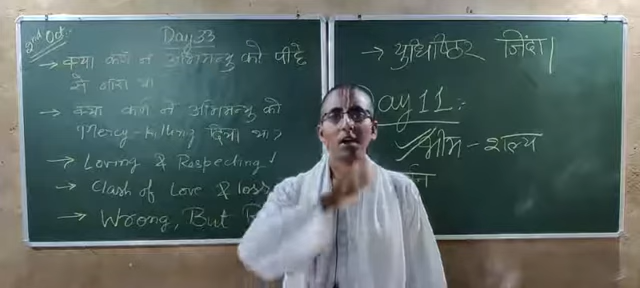 2nd Oct.
Day 33
→ क्या कर्ण ने अभिमन्यु को पीछे
से मारा था
→ क्या कर्ण ने अभिमन्यु को
"Mercy-killing दिया था?
→ Loving & Respecting!
→ Clash of Love & loss
→ Wrong, But
→ युधिष्ठिर जिंदा।
ay 11:-
✓भीम - शल्य